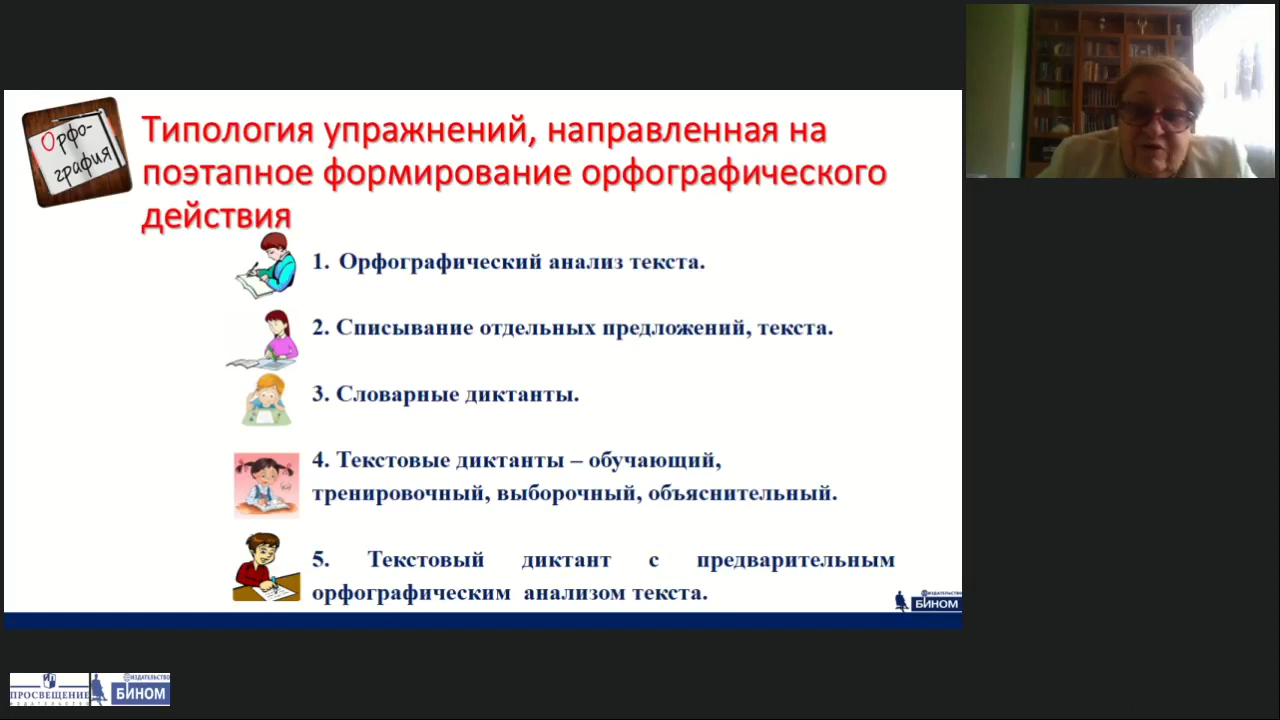 Орфо-
графия
Типология упражнений, направленная на
поэтапное формирование орфографического
действия
1. Орфографический анализ текста.
2. Списывание отдельных предложений, текста.
3. Словарные диктанты.
4. Текстовые диктанты – обучающий,
тренировочный, выборочный, объяснительный.
5. Текстовый диктант с предварительным
орфографическим анализом текста.
ИЗДАТЕЛЬСТВО
БИНОМ
ПРОСВЕЩЕНИЕ
ИЗДАТЕЛЬСТВО
ИЗДАТЕЛЬСТВО
БИНОМ